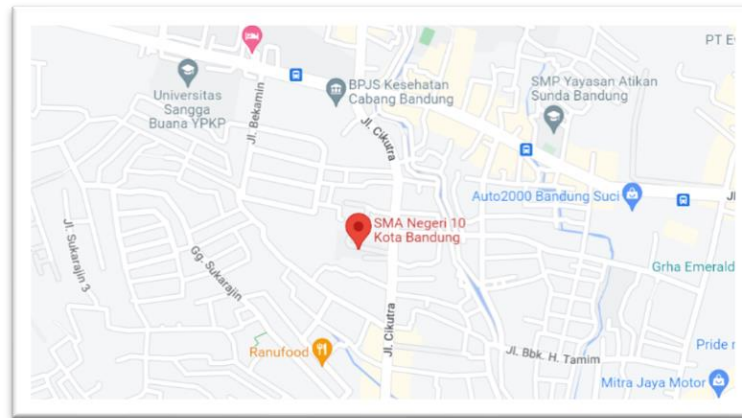 PT E
Universitas
Sangga
Buana YPKP
Jl. Bekamin
BPJS Kesehatan
Cabang Bandung
SMP Yayasan Atikan
Sunda Bandung
Jl. Cikutra
Auto2000 Bandung Suci
Jl
SMA Negeri 10
Kota Bandung
Jl. Sukarajin 3
Gg. Sukarajin
Grha Emerald
Jl. Cikutra
Ranufood
Jl. Bbk. H. Tamim
Pride
Mitra Jaya Motor